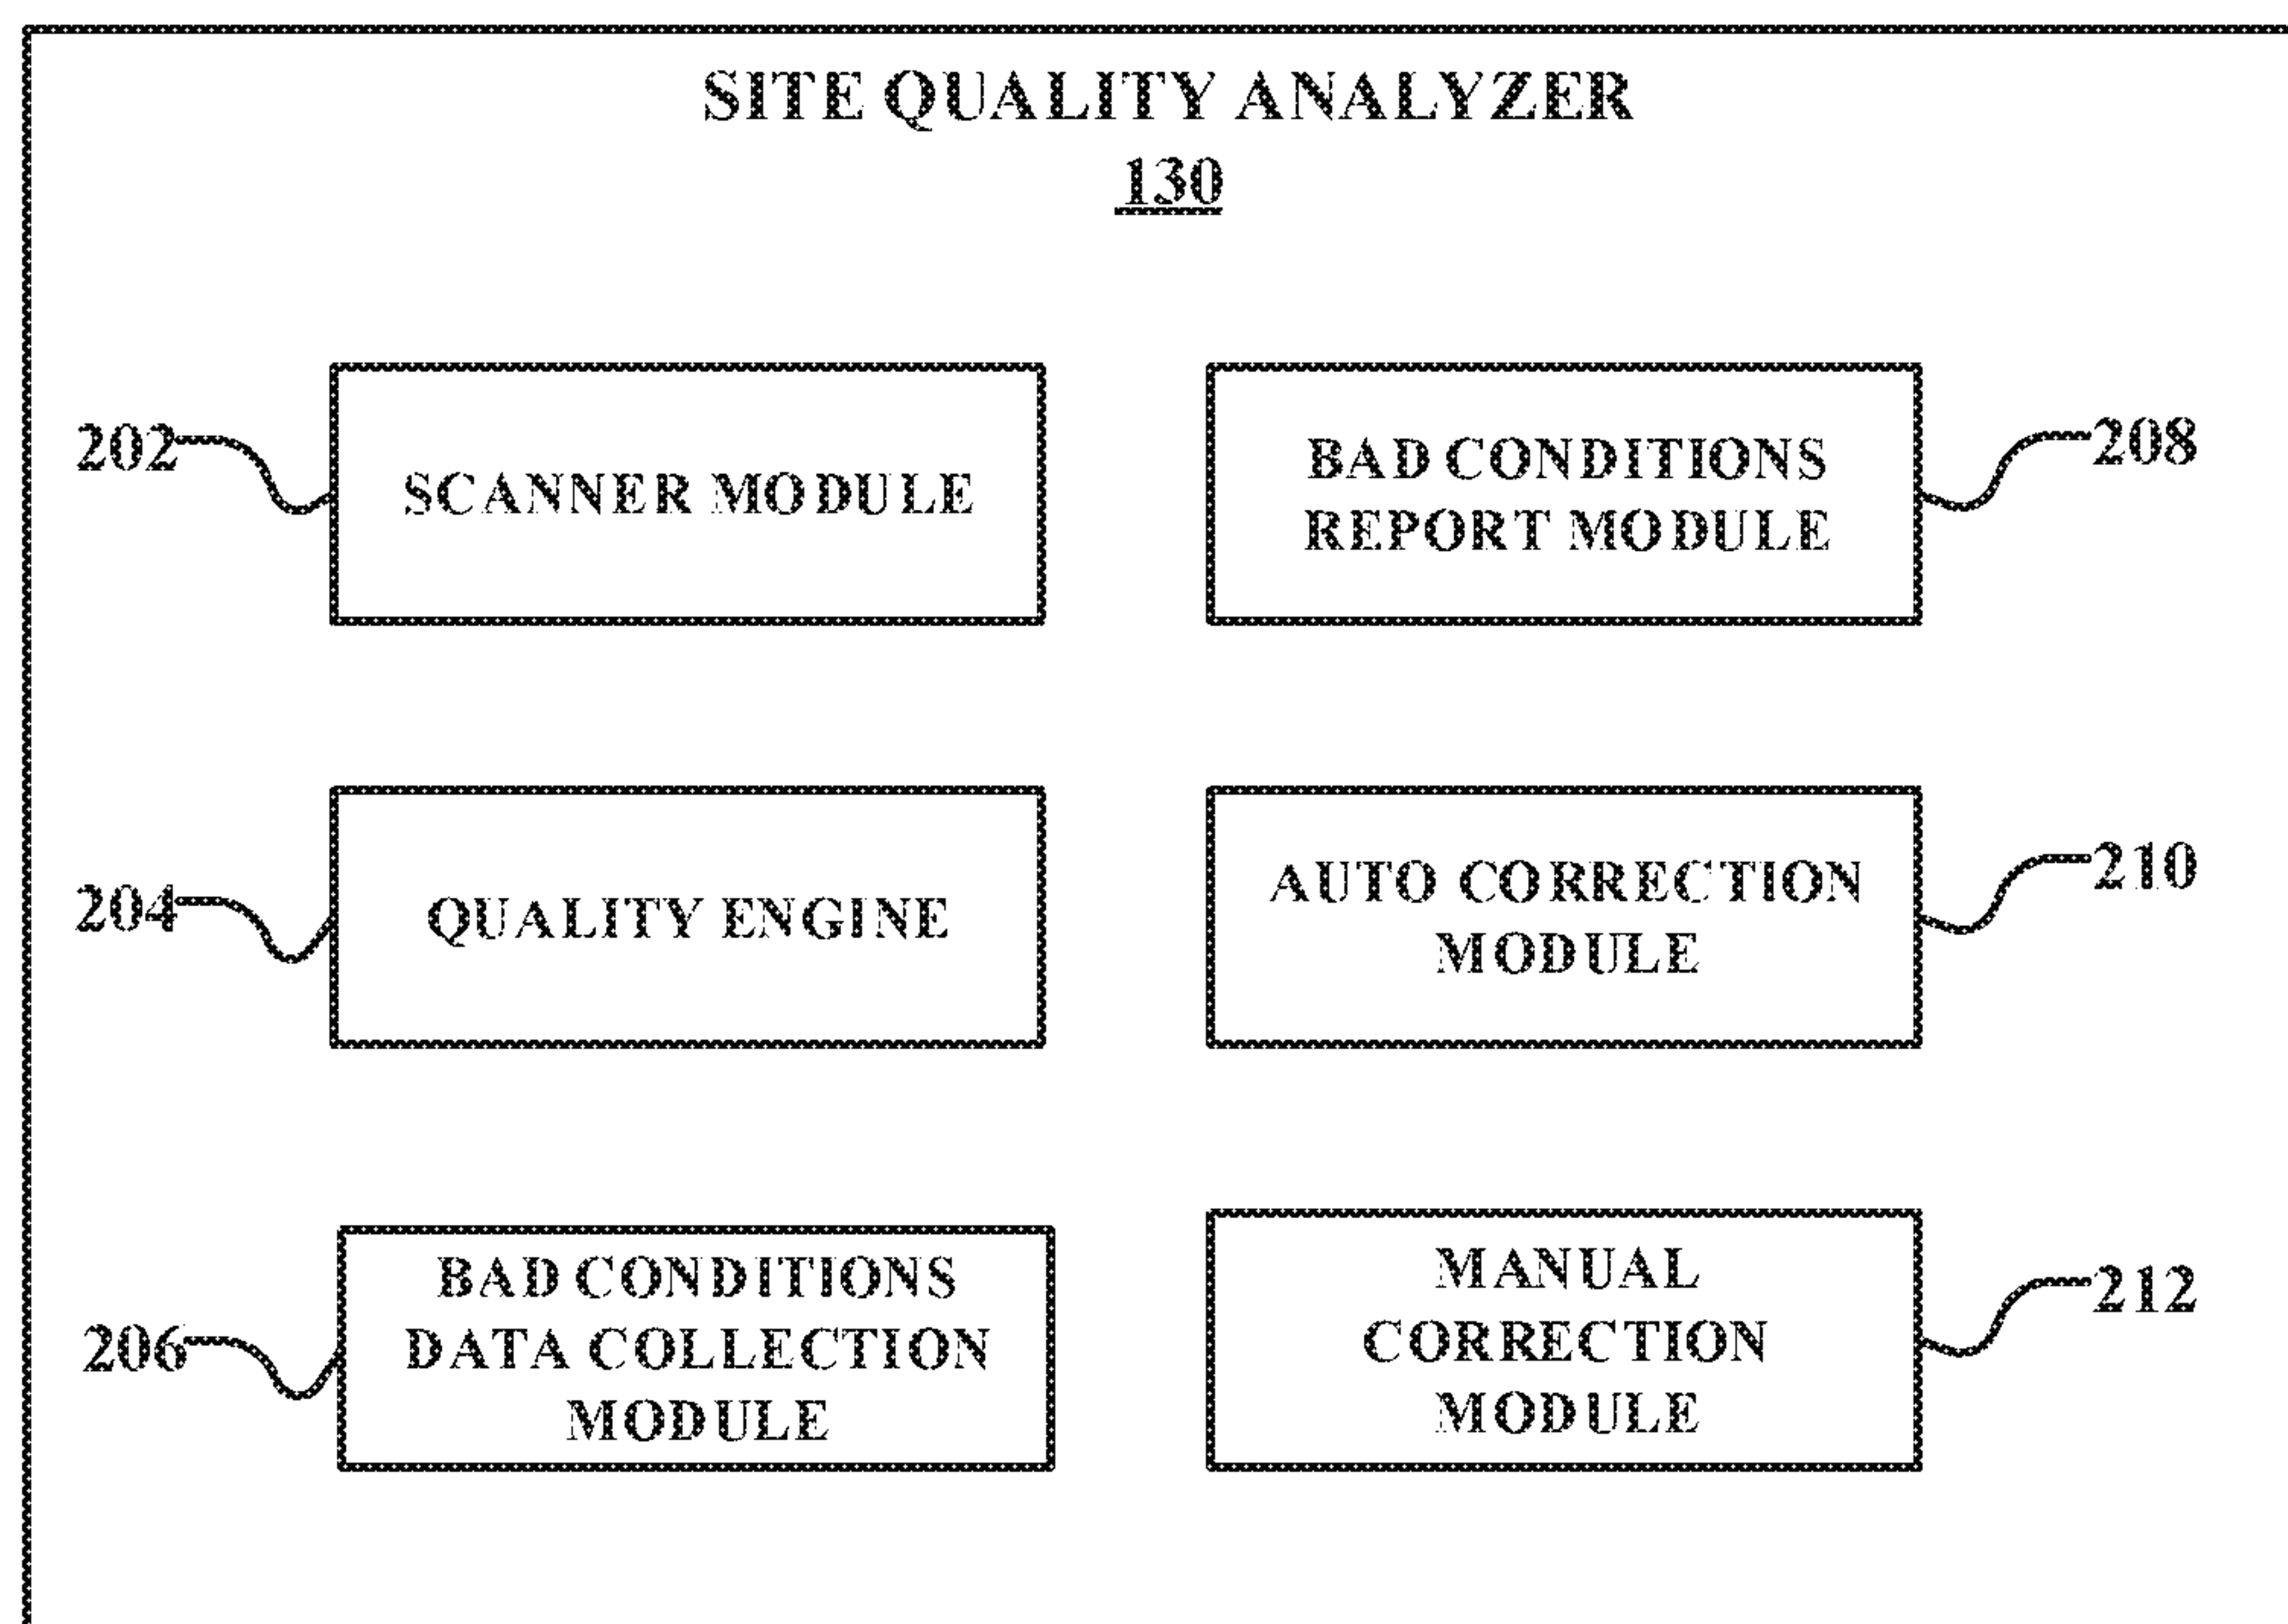 SITE QUALITY ANALYZER
130
202
SCANNER MODULE
BAD CONDITIONS
REPORT MODULE
208
204
QUALITY ENGINE
AUTO CORRECTION
MODULE
210
206
BAD CONDITIONS
DATA COLLECTION
MODULE
MANUAL
CORRECTION
MODULE
212